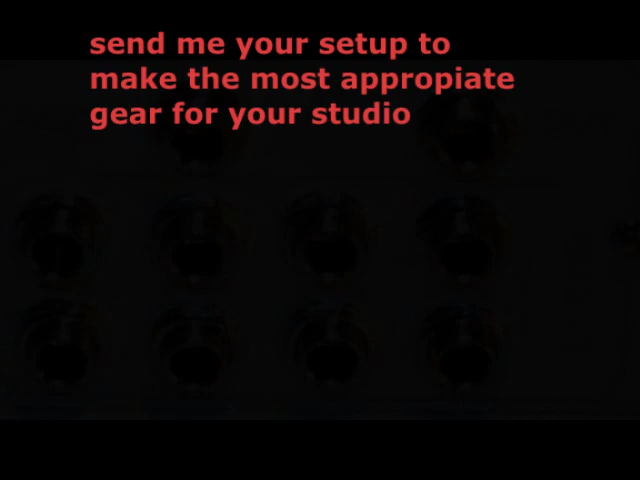 send me your setup to
make the most appropiate
gear for your studio